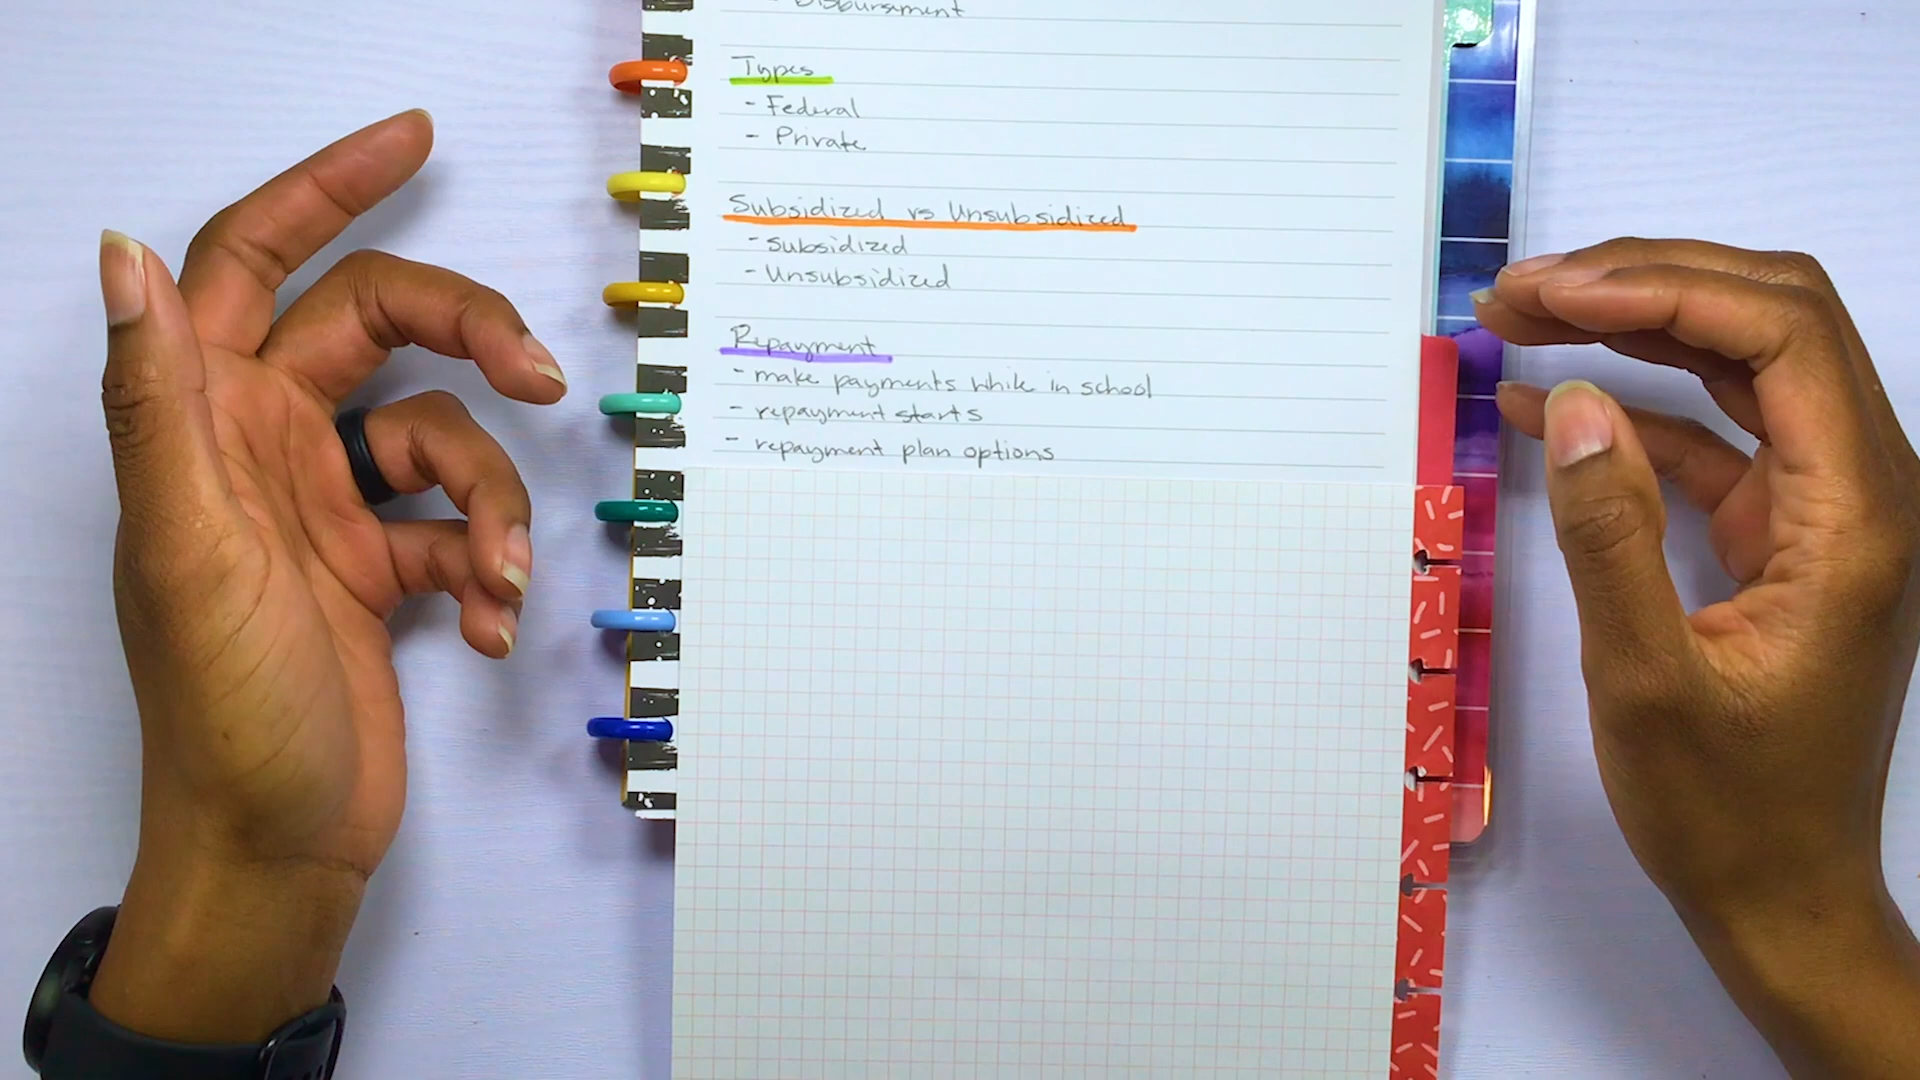 - Disbursement
Types
- Federal
- Private
Subsidized vs Unsubsidized
- Subsidized
- Unsubsidized
Repayment
- make payments while in school
- repayment starts
- repayment plan options